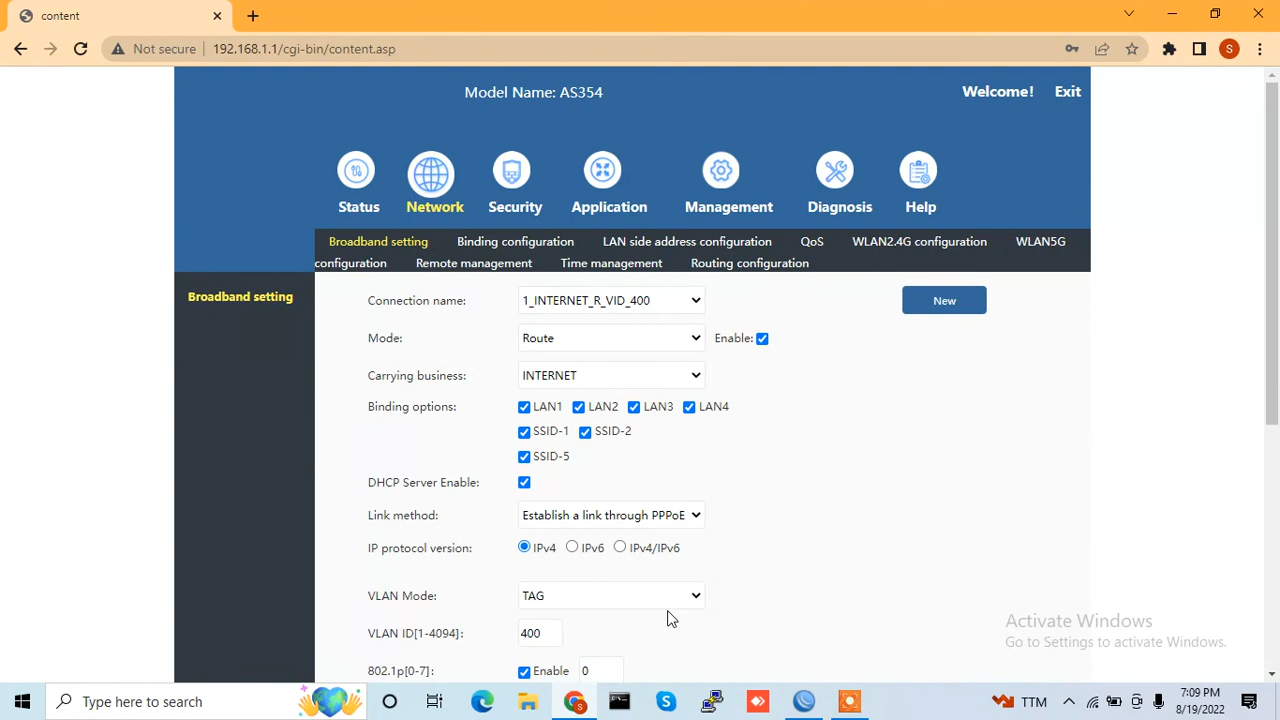 content
Not secure 192.168.1.1/cgi-bin/content.asp
S
Model Name: AS354
Welcome! Exit
Status Network Security Application Management Diagnosis Help
Broadband setting Binding configuration LAN side address configuration QoS WLAN2.4G configuration WLAN5G
configuration Remote management Time management Routing configuration
Broadband setting
Connection name: 1_INTERNET_R_VID_400 New
Mode: Route Enable:
Carrying business: INTERNET
Binding options: LAN1 LAN2 LAN3 LAN4
SSID-1 SSID-2
SSID-5
DHCP Server Enable:
Link method: Establish a link through PPPoE
IP protocol version: IPv4 IPv6 IPv4/IPv6
VLAN Mode: TAG
VLAN ID[1-4094]: 400
802.1p[0-7]: Enable 0
Activate Windows
Go to Settings to activate Windows.
Type here to search
TTM
7:09 PM
8/19/2022